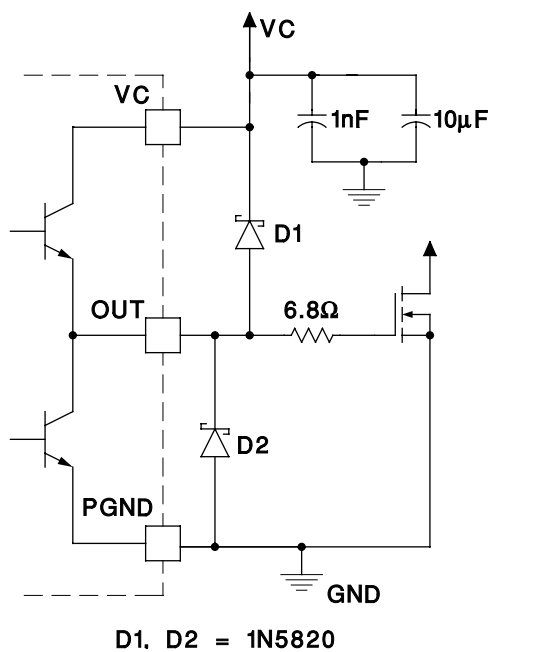 VC
VC
1nF
10µF
D1
OUT
6.8Ω
D2
PGND
GND
D1, D2 = 1N5820